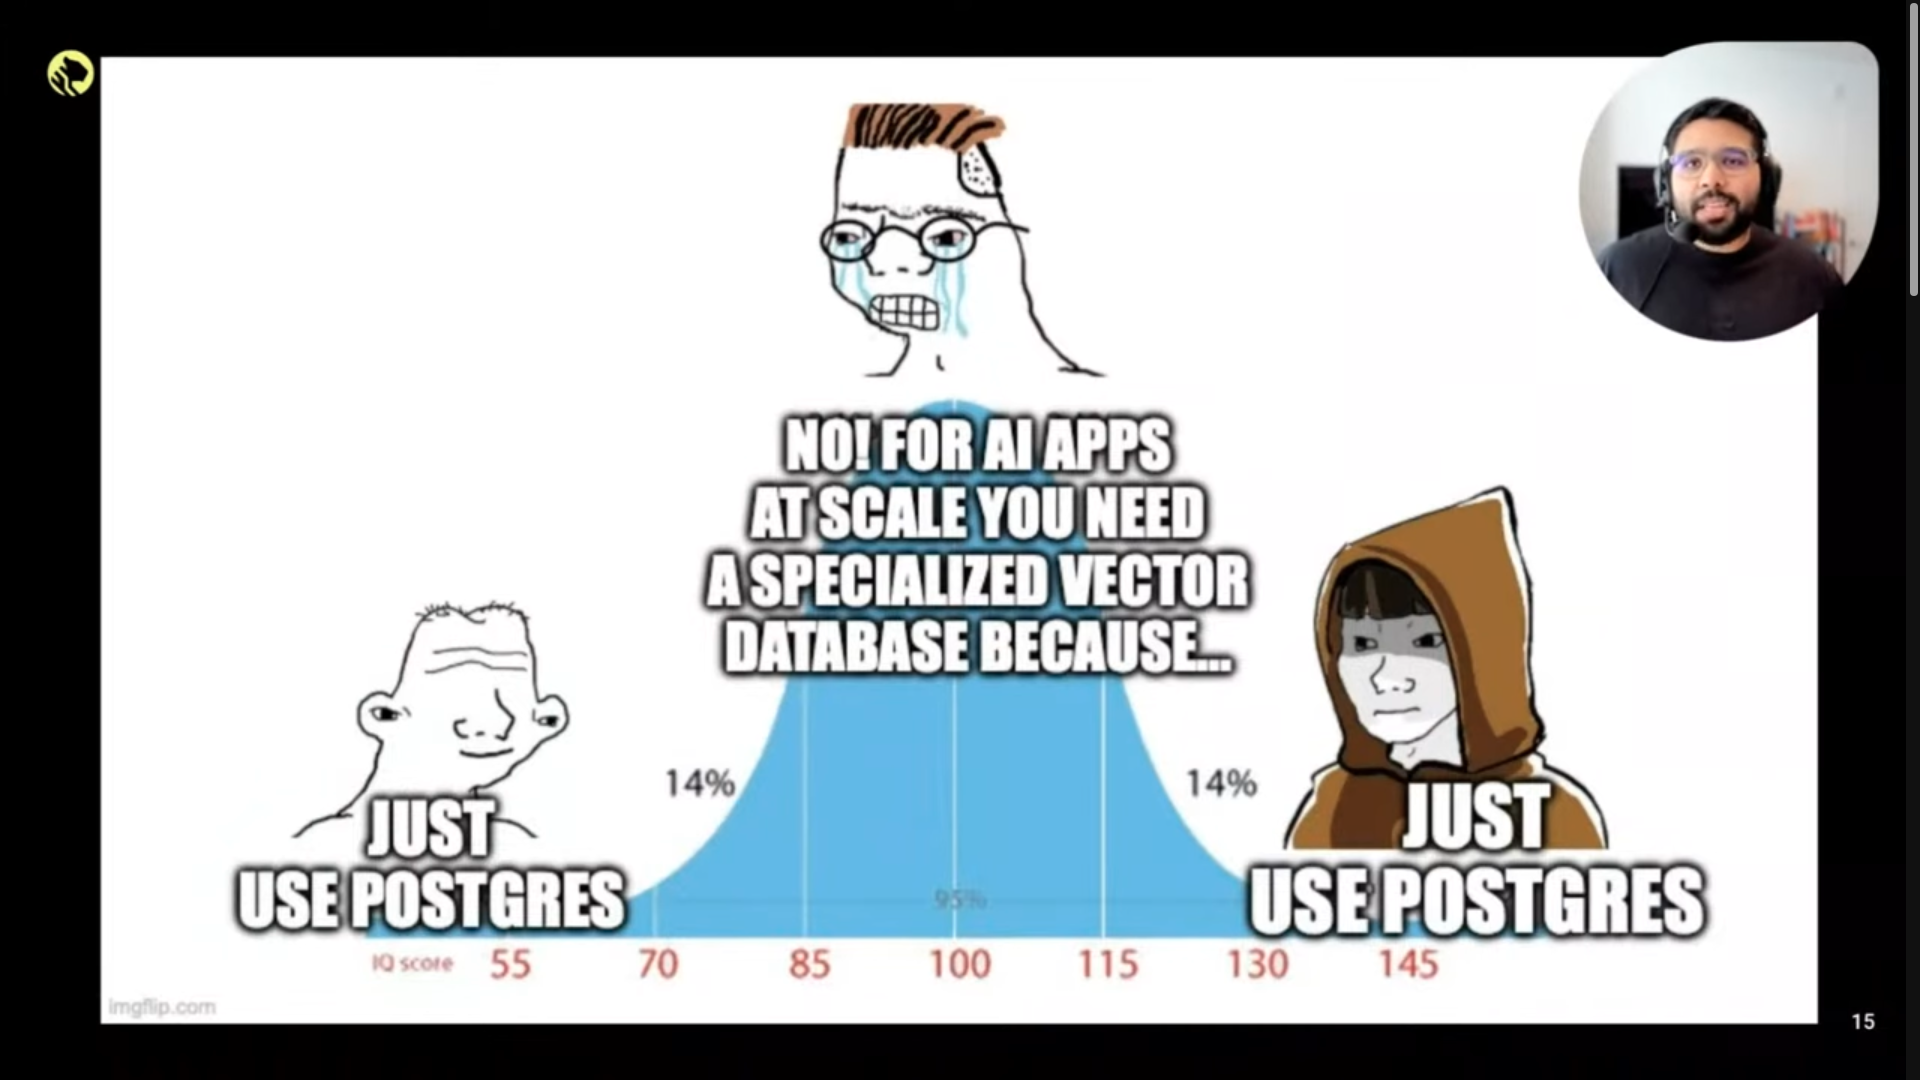 NO! FOR AI APPS
AT SCALE YOU NEED
A SPECIALIZED VECTOR
DATABASE BECAUSE...
14%
14%
JUST
USE POSTGRES
JUST
USE POSTGRES
95%
IQ score 55 70 85 100 115 130 145
imgflip.com
15